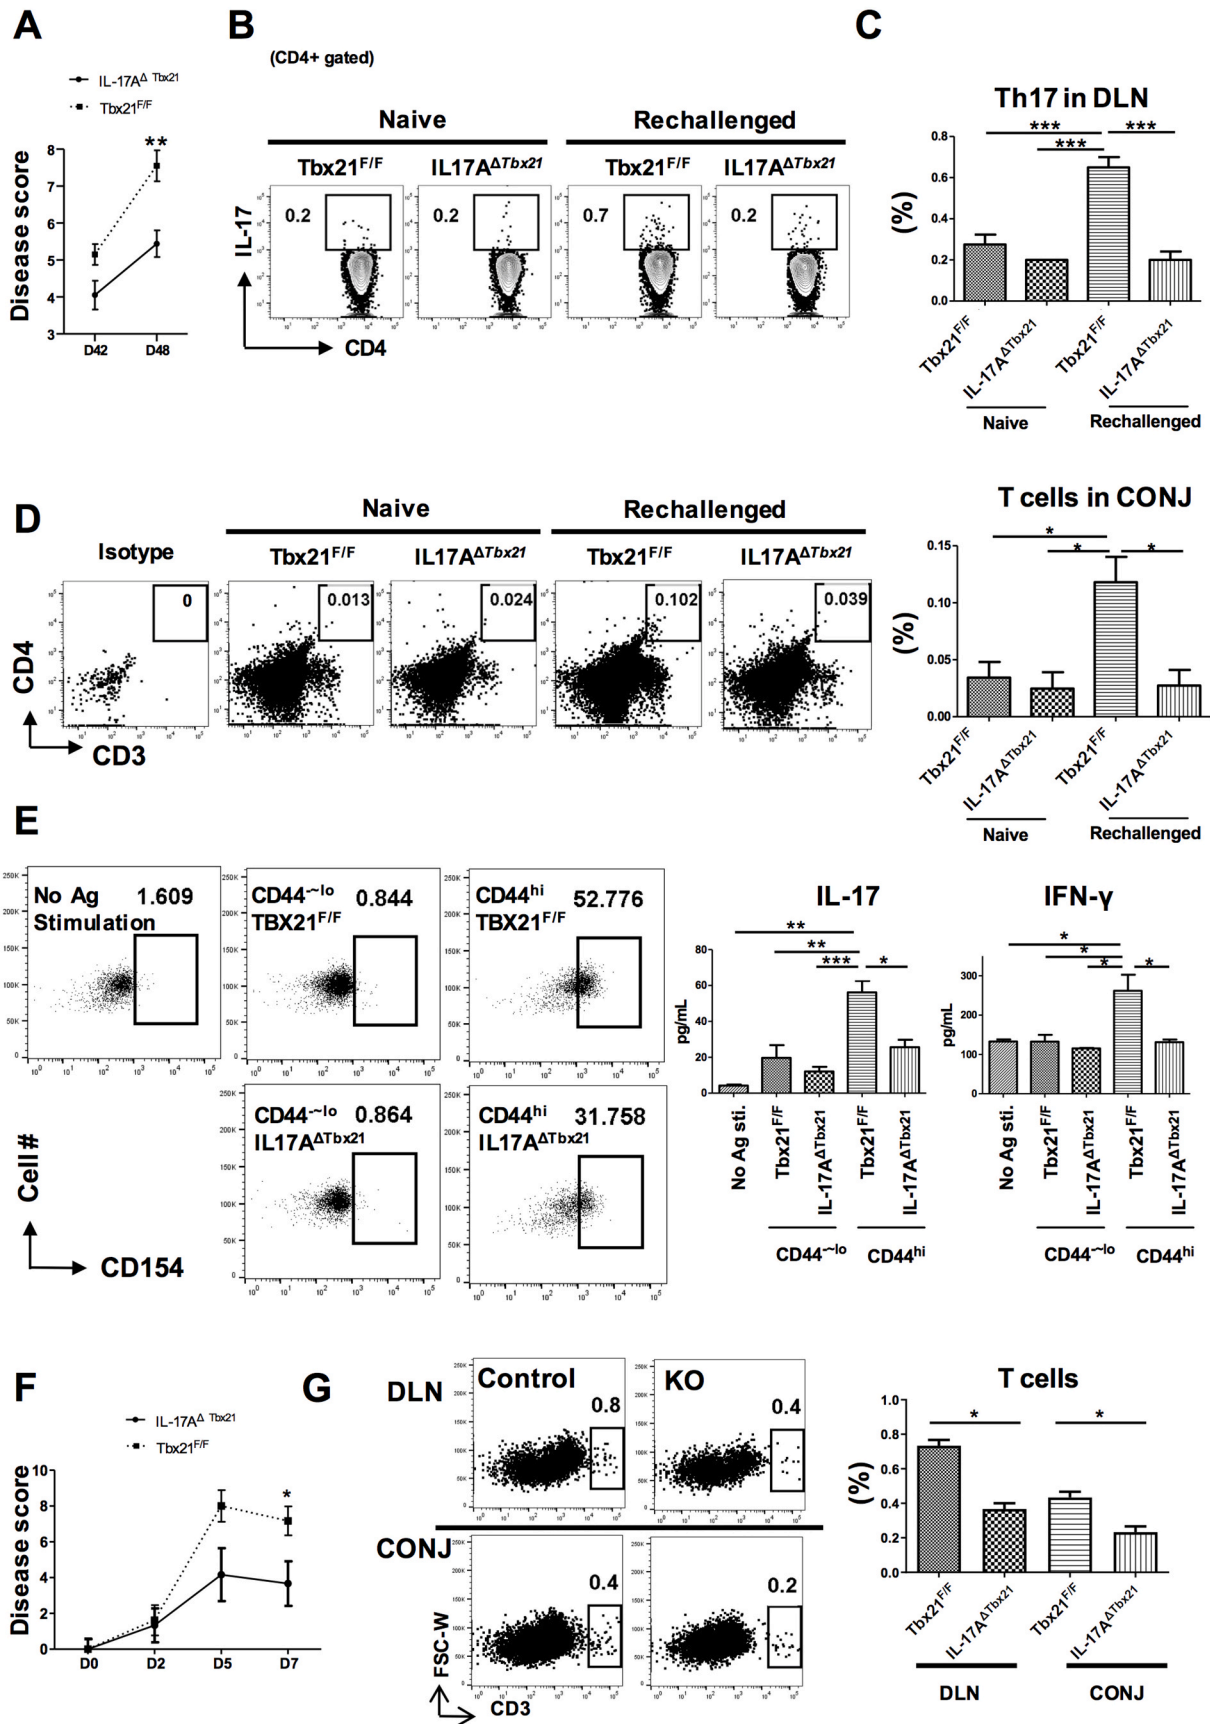 A
IL-17AΔ Tbx21
Tbx21F/F
**
Disease score
8
7
6
5
4
3
D42 D48
B
(CD4+ gated)
Naive Rechallenged
Tbx21F/F IL17AΔTbx21 Tbx21F/F IL17AΔTbx21
0.2 0.2 0.7 0.2
IL-17
CD4
C
Th17 in DLN
*** ***
***
(%)
0.8
0.6
0.4
0.2
0.0
Tbx21F/F IL-17AΔTbx21 Tbx21F/F IL-17AΔTbx21
Naive Rechallenged
D
Naive Rechallenged
Isotype Tbx21F/F IL17AΔTbx21 Tbx21F/F IL17AΔTbx21
0 0.013 0.024 0.102 0.039
CD4
CD3
T cells in CONJ
*
* *
(%)
0.15
0.10
0.05
0.00
Tbx21F/F IL-17AΔTbx21 Tbx21F/F IL-17AΔTbx21
Naive Rechallenged
E
No Ag 1.609
Stimulation
CD44-~lo 0.844
TBX21F/F
CD44hi 52.776
TBX21F/F
CD44-~lo 0.864
IL17AΔTbx21
CD44hi 31.758
IL17AΔTbx21
Cell#
CD154
IL-17
**
**
*** *
pg/mL
80
60
40
20
0
No Ag sti. Tbx21F/F IL-17AΔTbx21 Tbx21F/F IL-17AΔTbx21
CD44-~lo CD44hi
IFN-γ
*
*
* *
pg/mL
300
200
100
0
No Ag sti. Tbx21F/F IL-17AΔTbx21 Tbx21F/F IL-17AΔTbx21
CD44-~lo CD44hi
F
IL-17AΔ Tbx21
Tbx21F/F
*
Disease score
10
8
6
4
2
0
D0 D2 D5 D7
G
DLN
Control KO
0.8 0.4
CONJ
0.4 0.2
FSC-W
CD3
T cells
* *
(%)
1.0
0.8
0.6
0.4
0.2
0.0
Tbx21F/F IL-17AΔTbx21 Tbx21F/F IL-17AΔTbx21
DLN CONJ